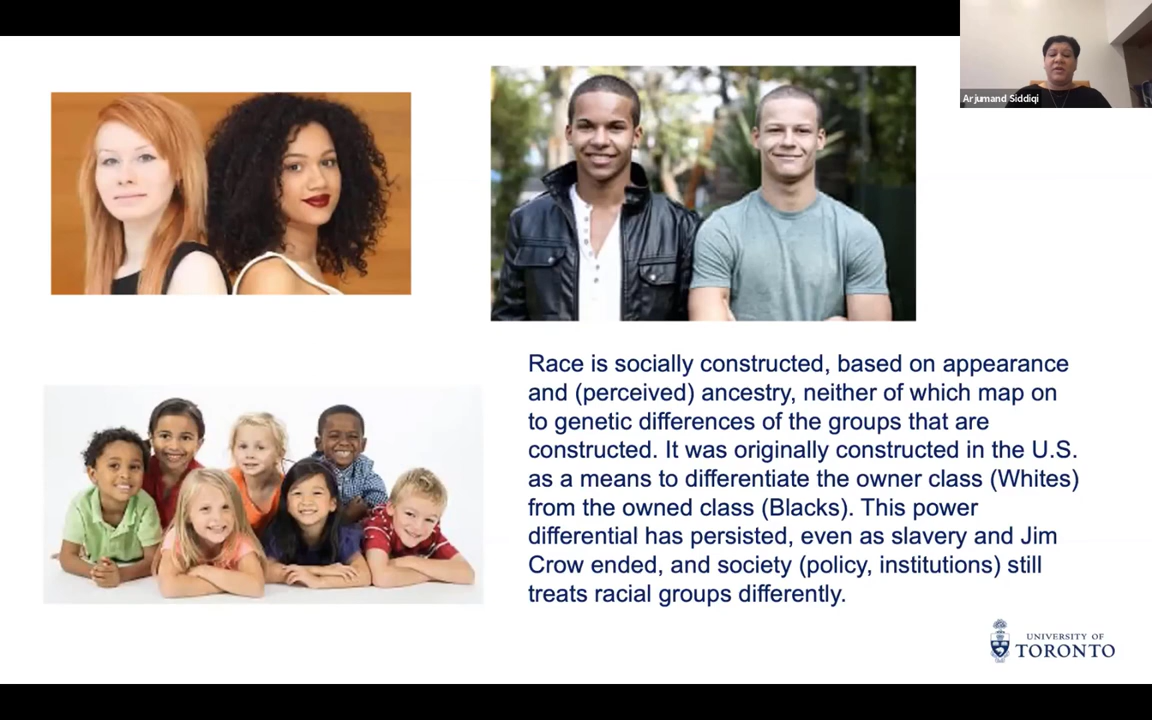 Arjumand Siddiqi
Race is socially constructed, based on appearance
and (perceived) ancestry, neither of which map on
to genetic differences of the groups that are
constructed. It was originally constructed in the U.S.
as a means to differentiate the owner class (Whites)
from the owned class (Blacks). This power
differential has persisted, even as slavery and Jim
Crow ended, and society (policy, institutions) still
treats racial groups differently.
UNIVERSITY OF
TORONTO